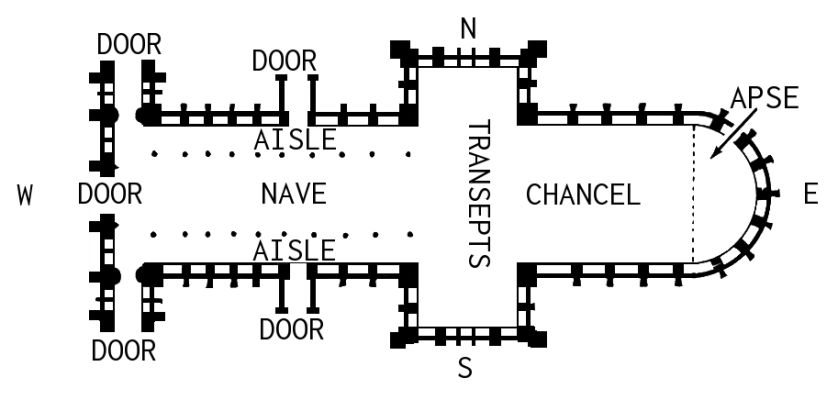 N
DOOR
DOOR
APSE
AISLE
W
DOOR
NAVE
TRANSEPTS
CHANCEL
E
AISLE
DOOR
DOOR
S